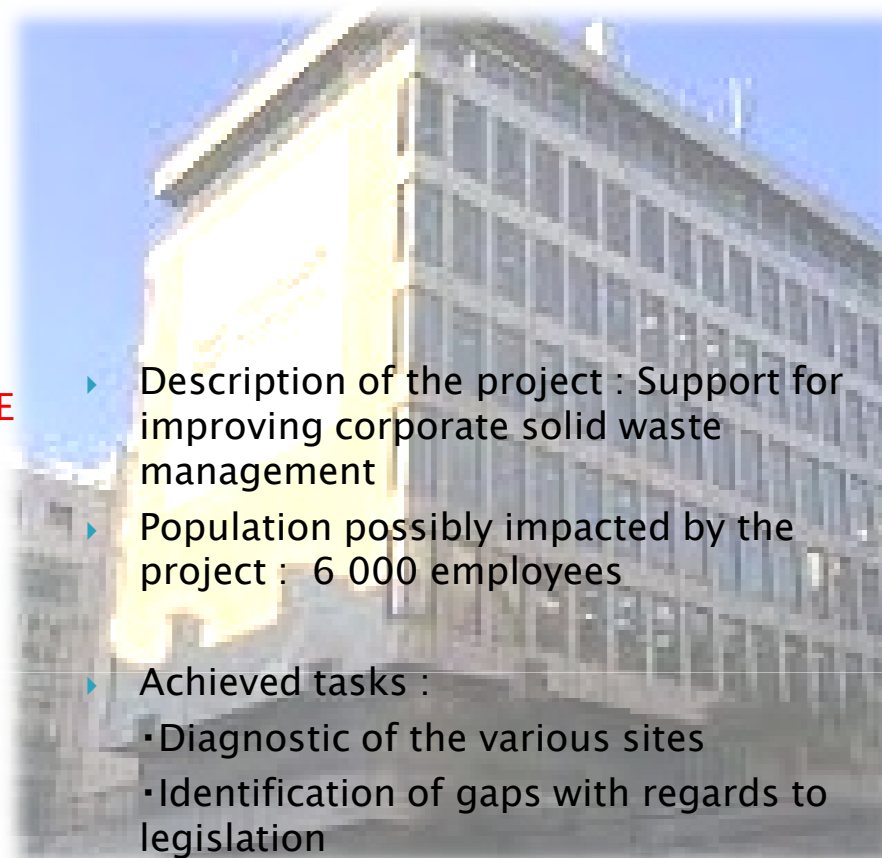 E
Description of the project : Support for
improving corporate solid waste
management
Population possibly impacted by the
project : 6 000 employees
Achieved tasks :
▪Diagnostic of the various sites
▪Identification of gaps with regards to
legislation